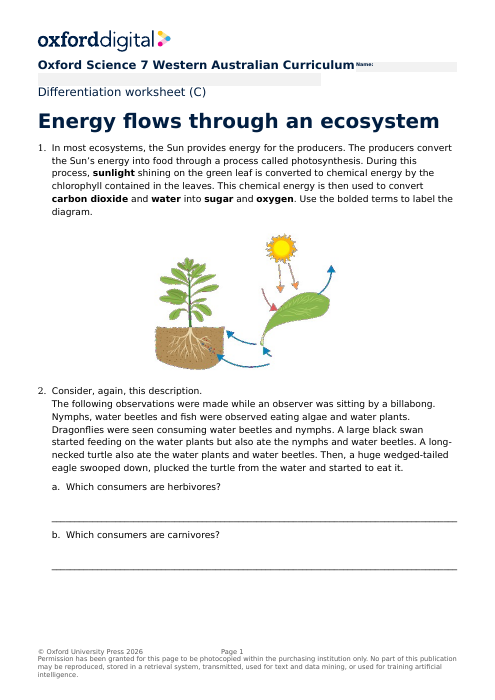 oxforddigital
Oxford Science 7 Western Australian Curriculum Name:
Differentiation worksheet (C)
Energy flows through an ecosystem
1. In most ecosystems, the Sun provides energy for the producers. The producers convert
the Sun’s energy into food through a process called photosynthesis. During this
process, sunlight shining on the green leaf is converted to chemical energy by the
chlorophyll contained in the leaves. This chemical energy is then used to convert
carbon dioxide and water into sugar and oxygen. Use the bolded terms to label the
diagram.
2. Consider, again, this description.
The following observations were made while an observer was sitting by a billabong.
Nymphs, water beetles and fish were observed eating algae and water plants.
Dragonflies were seen consuming water beetles and nymphs. A large black swan
started feeding on the water plants but also ate the nymphs and water beetles. A long-
necked turtle also ate the water plants and water beetles. Then, a huge wedged-tailed
eagle swooped down, plucked the turtle from the water and started to eat it.
a. Which consumers are herbivores?
b. Which consumers are carnivores?
© Oxford University Press 2026 Page 1
Permission has been granted for this page to be photocopied within the purchasing institution only. No part of this publication
may be reproduced, stored in a retrieval system, transmitted, used for text and data mining, or used for training artificial
intelligence.